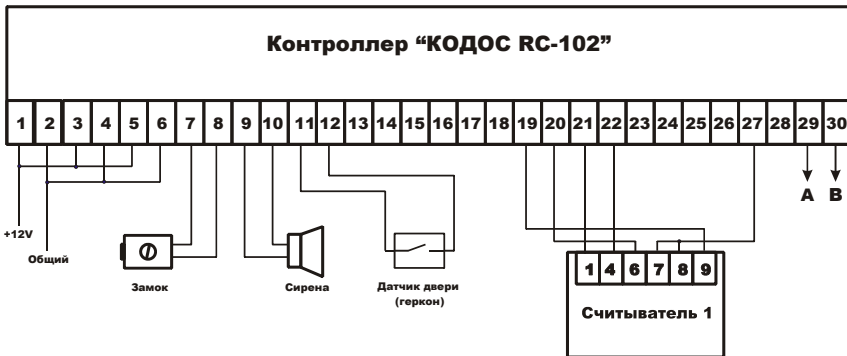 Контроллер “КОДОС RC-102”
1 2 3 4 5 6 7 8 9 10 11 12 13 14 15 16 17 18 19 20 21 22 23 24 25 26 27 28 29 30
A B
+12V
Общий
Замок
Сирена
Датчик двери
(геркон)
1 4 6 7 8 9
Считыватель 1